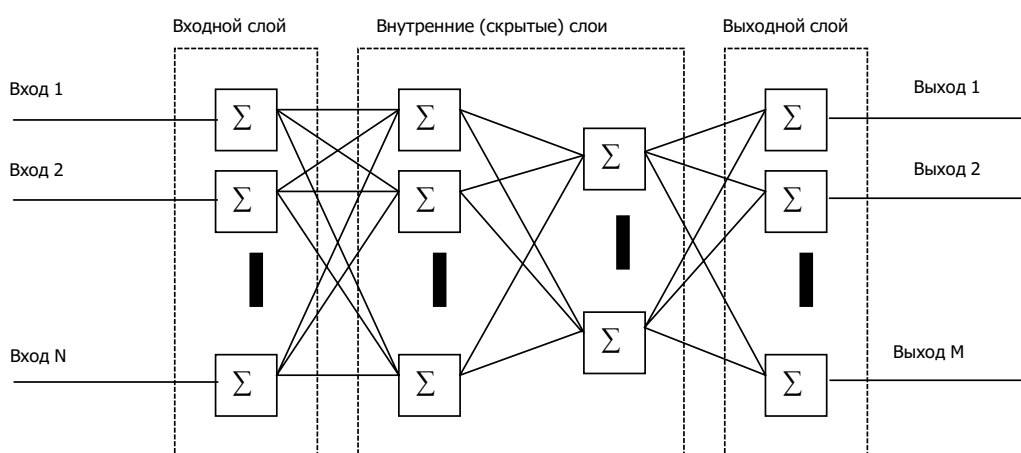 Входной слой
Внутренние (скрытые) слои
Выходной слой
Вход 1
Выход 1
Σ
Σ
Σ
Σ
Вход 2
Выход 2
Σ
Σ
Σ
Σ
Вход N
Выход M
Σ
Σ
Σ